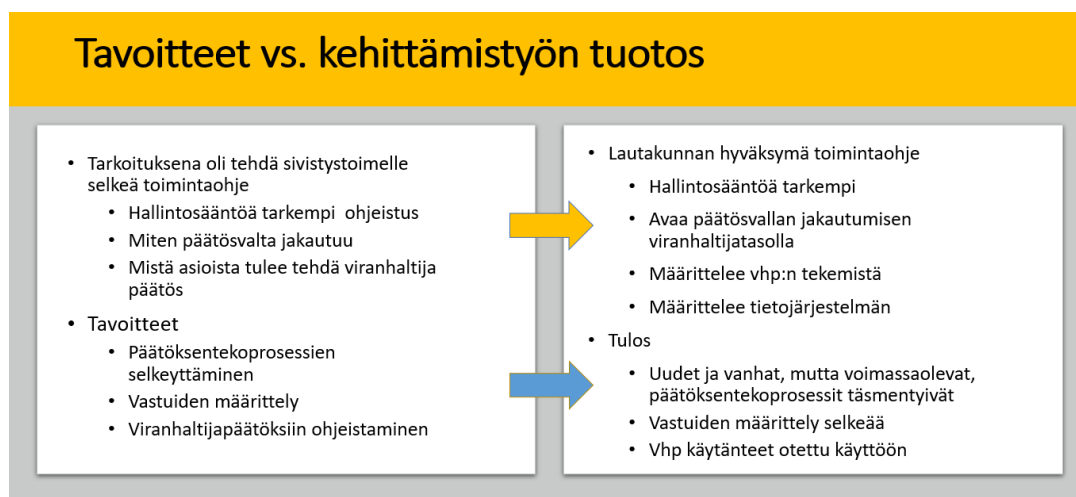 Tavoitteet vs. kehittämistyön tuotos
• Tarkoituksena oli tehdä sivistystoimelle
selkeä toimintaohje
• Hallintosääntöä tarkempi ohjeistus
• Miten päätösvalta jakautuu
• Mistä asioista tulee tehdä viranhaltija
päätös
• Tavoitteet
• Päätöksentekoprosessien
selkeyttäminen
• Vastuiden määrittely
• Viranhaltijapäätöksiin ohjeistaminen
• Lautakunnan hyväksymä toimintaohje
• Hallintosääntöä tarkempi
• Avaa päätösvallan jakautumisen
viranhaltijatasolla
• Määrittelee vhp:n tekemistä
• Määrittelee tietojärjestelmän
• Tulos
• Uudet ja vanhat, mutta voimassaolevat,
päätöksentekoprosessit täsmentyivät
• Vastuiden määrittely selkeää
• Vhp käytänteet otettu käyttöön